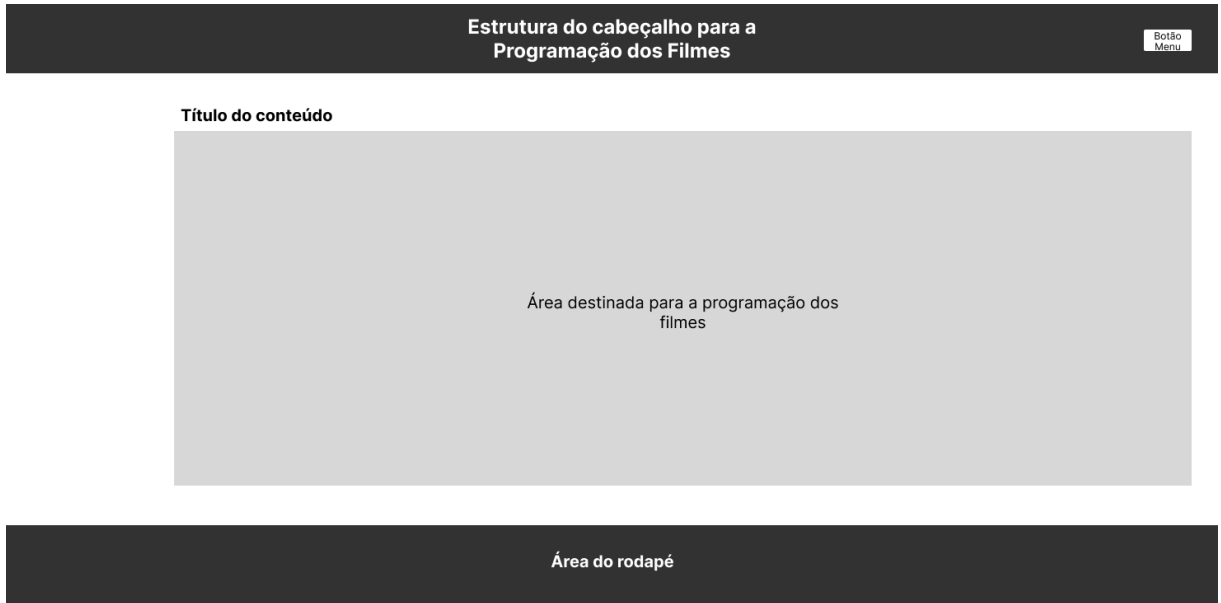 Estrutura do cabeçalho para a
Programação dos Filmes
Botão
Menu
Título do conteúdo
Área destinada para a programação dos
filmes
Área do rodapé